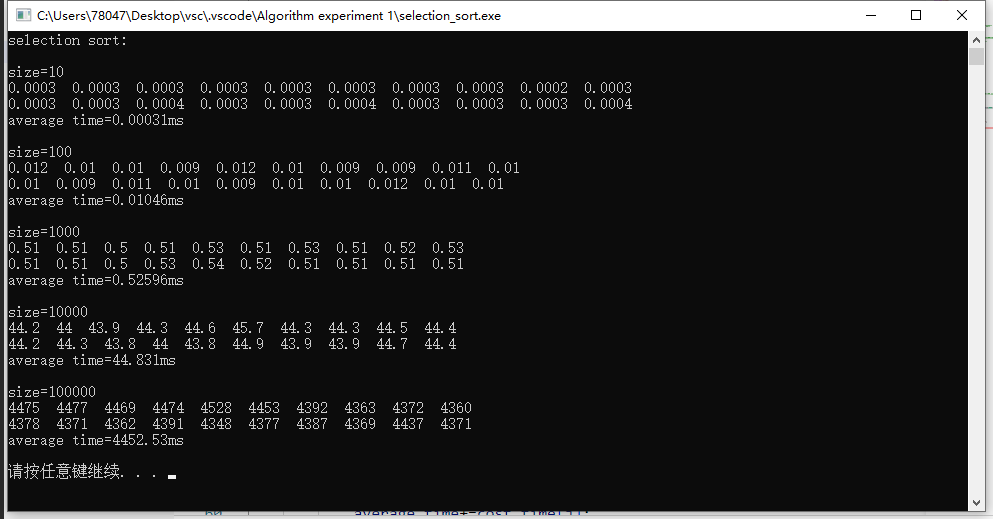 C:\Users\78047\Desktop\vsc\.vscode\Algorithm experiment 1\selection_sort.exe
selection sort:
size=10
0.0003  0.0003  0.0003  0.0003  0.0003  0.0003  0.0003  0.0003  0.0002  0.0003
0.0003  0.0003  0.0004  0.0003  0.0003  0.0004  0.0003  0.0003  0.0003  0.0004
average time=0.00031ms
size=100
0.012  0.01  0.01  0.009  0.012  0.01  0.009  0.009  0.011  0.01
0.01  0.009  0.011  0.01  0.009  0.01  0.01  0.012  0.01  0.01
average time=0.01046ms
size=1000
0.51  0.51  0.5  0.51  0.53  0.51  0.53  0.51  0.52  0.53
0.51  0.51  0.5  0.53  0.54  0.52  0.51  0.51  0.51  0.51
average time=0.52596ms
size=10000
44.2  44  43.9  44.3  44.6  45.7  44.3  44.3  44.5  44.4
44.2  44.3  43.8  44  43.8  44.9  43.9  43.9  44.7  44.4
average time=44.831ms
size=100000
4475  4477  4469  4474  4528  4453  4392  4363  4372  4360
4378  4371  4362  4391  4348  4377  4387  4369  4437  4371
average time=4452.53ms
请按任意键继续. . .